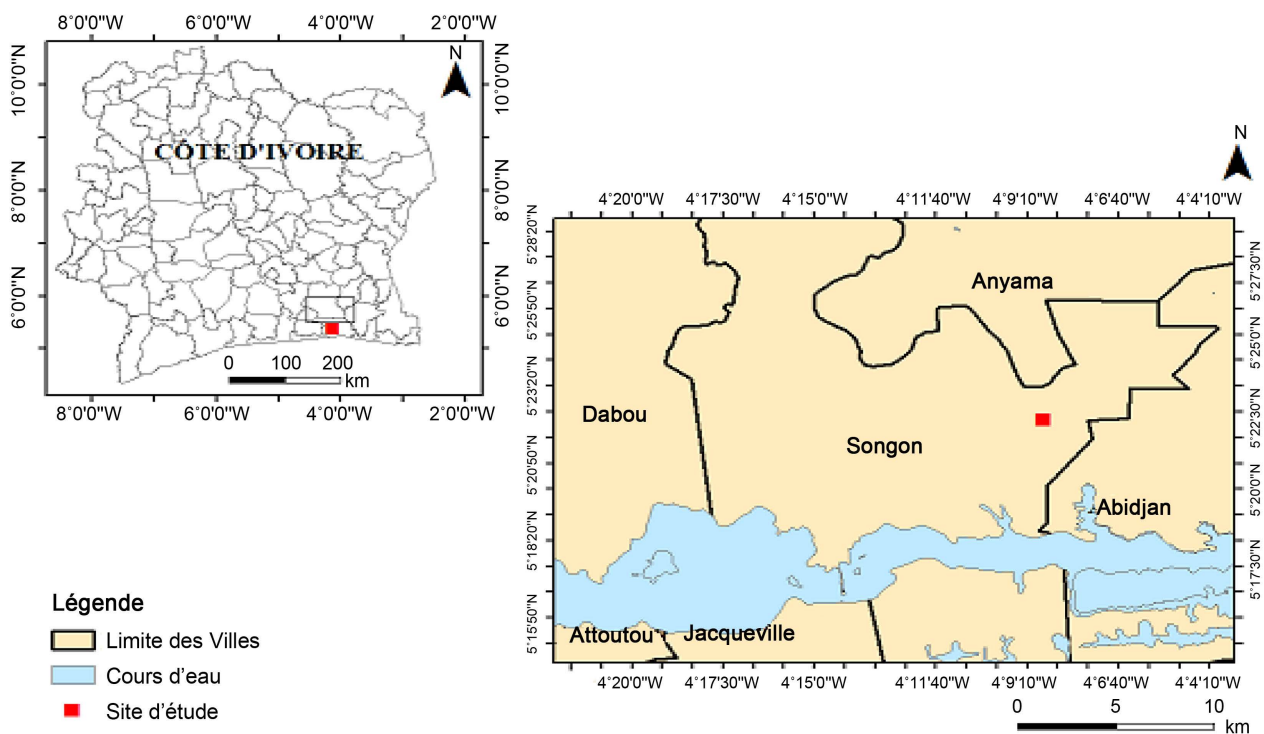 8°0'0"W 6°0'0"W 4°0'0"W 2°0'0"W
N
10°0'0"N
8°0'0"N
6°0'0"N
10°0'0"N
8°0'0"N
6°0'0"N
CÔTE D'IVOIRE
0 100 200
km
8°0'0"W 6°0'0"W 4°0'0"W 2°0'0"W
N
4°20'0"W 4°17'30"W 4°15'0"W 4°11'40"W 4°9'10"W 4°6'40"W 4°4'10"W
5°28'20"N
5°25'50"N
5°23'20"N
5°20'50"N
5°18'20"N
5°15'50"N
5°27'30"N
5°25'0"N
5°22'30"N
5°20'0"N
5°17'30"N
Anyama
Dabou
Songon
Abidjan
Attoutou
Jacqueville
4°20'0"W 4°17'30"W 4°15'0"W 4°11'40"W 4°9'10"W 4°6'40"W 4°4'10"W
0 5 10
km
Légende
Limite des Villes
Cours d'eau
Site d'étude